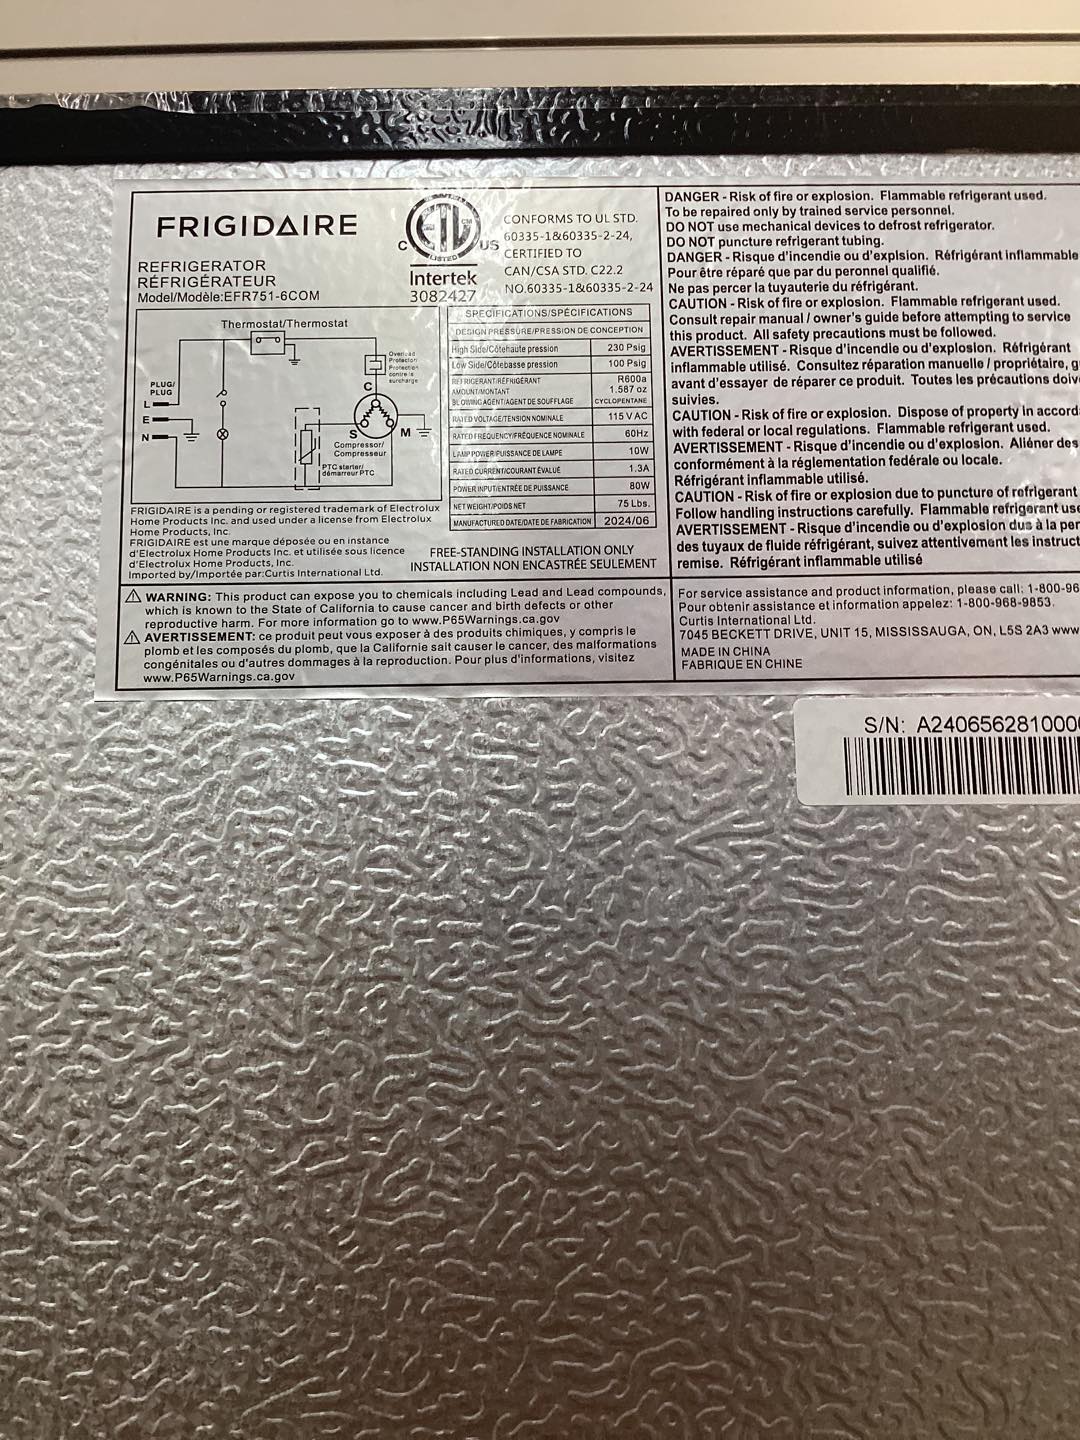 FRIGIDAIRE
REFRIGERATOR
RÉFRIGÉRATEUR
Model/Modèle:EFR751-6COM
C ETL CM LISTED US
Intertek
3082427
CONFORMS TO UL STD.
60335-1&60335-2-24,
CERTIFIED TO
CAN/CSA STD. C22.2
NO.60335-1&60335-2-24
Thermostat/Thermostat
Overload
Protector/
Protection
contre la
surcharge
PLUG/
PLUG
L
E
N
C
S
M
Compressor/
Compresseur
PTC starter/
démarreur PTC
SPECIFICATIONS/SPÉCIFICATIONS
DESIGN PRESSURE/PRESSION DE CONCEPTION
High Side/Côtehaute pression 230 Psig
Low Side/Côtebasse pression 100 Psig
REFRIGERANT/RÉFRIGÉRANT R600a
AMOUNT/MONTANT 1.587 oz
BLOWING AGENT/AGENT DE SOUFFLAGE CYCLOPENTANE
RATED VOLTAGE/TENSION NOMINALE 115 V AC
RATED FREQUENCY/FRÉQUENCE NOMINALE 60Hz
LAMP POWER/PUISSANCE DE LAMPE 10W
RATED CURRENT/COURANT ÉVALUÉ 1.3A
POWER INPUT/ENTRÉE DE PUISSANCE 80W
NET WEIGHT/POIDS NET 75 Lbs.
MANUFACTURED DATE/DATE DE FABRICATION 2024/06
FRIGIDAIRE is a pending or registered trademark of Electrolux
Home Products Inc. and used under a license from Electrolux
Home Products, Inc.
FRIGIDAIRE est une marque déposée ou en instance
d'Electrolux Home Products Inc. et utilisée sous licence
d'Electrolux Home Products, Inc.
Imported by/Importée par:Curtis International Ltd.
FREE-STANDING INSTALLATION ONLY
INSTALLATION NON ENCASTRÉE SEULEMENT
DANGER - Risk of fire or explosion. Flammable refrigerant used.
To be repaired only by trained service personnel.
DO NOT use mechanical devices to defrost refrigerator.
DO NOT puncture refrigerant tubing.
DANGER - Risque d'incendie ou d'explsion. Réfrigérant inflammable
Pour être réparé que par du peronnel qualifié.
Ne pas percer la tuyauterie du réfrigérant.
CAUTION - Risk of fire or explosion. Flammable refrigerant used.
Consult repair manual / owner's guide before attempting to service
this product. All safety precautions must be followed.
AVERTISSEMENT - Risque d'incendie ou d'explosion. Réfrigérant
inflammable utilisé. Consultez réparation manuelle / propriétaire, g
avant d'essayer de réparer ce produit. Toutes les précautions doiv
suivies.
CAUTION - Risk of fire or explosion. Dispose of property in accord
with federal or local regulations. Flammable refrigerant used.
AVERTISSEMENT - Risque d'incendie ou d'explosion. Aliéner des
conformément à la réglementation fedérale ou locale.
Réfrigérant inflammable utilisé.
CAUTION - Risk of fire or explosion due to puncture of refrigerant
Follow handling instructions carefully. Flammable refrigerant use
AVERTISSEMENT - Risque d'incendie ou d'explosion dus à la per
des tuyaux de fluide réfrigérant, suivez attentivement les instruct
remise. Réfrigérant inflammable utilisé
⚠ WARNING: This product can expose you to chemicals including Lead and Lead compounds,
which is known to the State of California to cause cancer and birth defects or other
reproductive harm. For more information go to www.P65Warnings.ca.gov
⚠ AVERTISSEMENT: ce produit peut vous exposer à des produits chimiques, y compris le
plomb et les composés du plomb, que la Californie sait causer le cancer, des malformations
congénitales ou d'autres dommages à la reproduction. Pour plus d'informations, visitez
www.P65Warnings.ca.gov
For service assistance and product information, please call: 1-800-96
Pour obtenir assistance et information appelez: 1-800-968-9853.
Curtis International Ltd.
7045 BECKETT DRIVE, UNIT 15, MISSISSAUGA, ON, L5S 2A3 www
MADE IN CHINA
FABRIQUE EN CHINE
S/N: A2406562810000